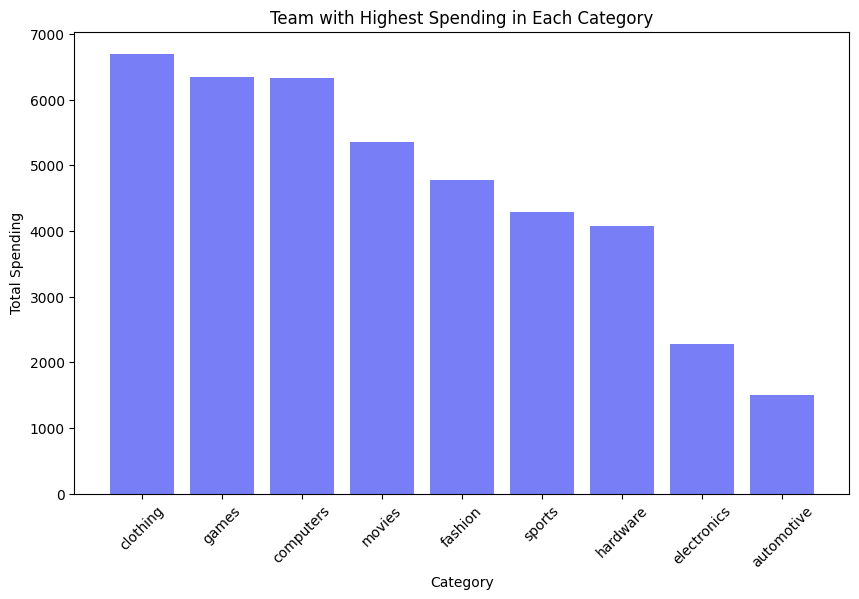 Team with Highest Spending in Each Category
Total Spending
7000
6000
5000
4000
3000
2000
1000
0
clothing
games
computers
movies
fashion
sports
hardware
electronics
automotive
Category